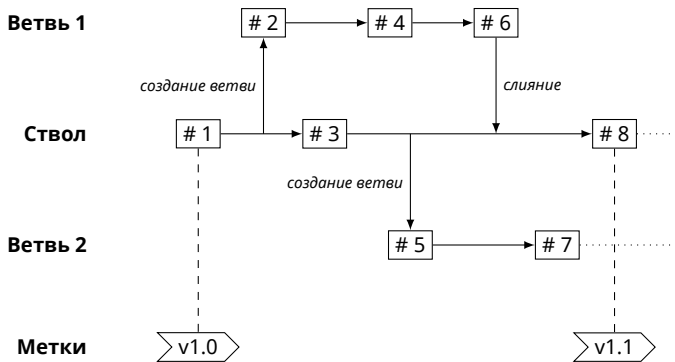 Ветвь 1
# 2
# 4
# 6
создание ветви
слияние
Ствол
# 1
# 3
# 8
создание ветви
Ветвь 2
# 5
# 7
Метки
v1.0
v1.1